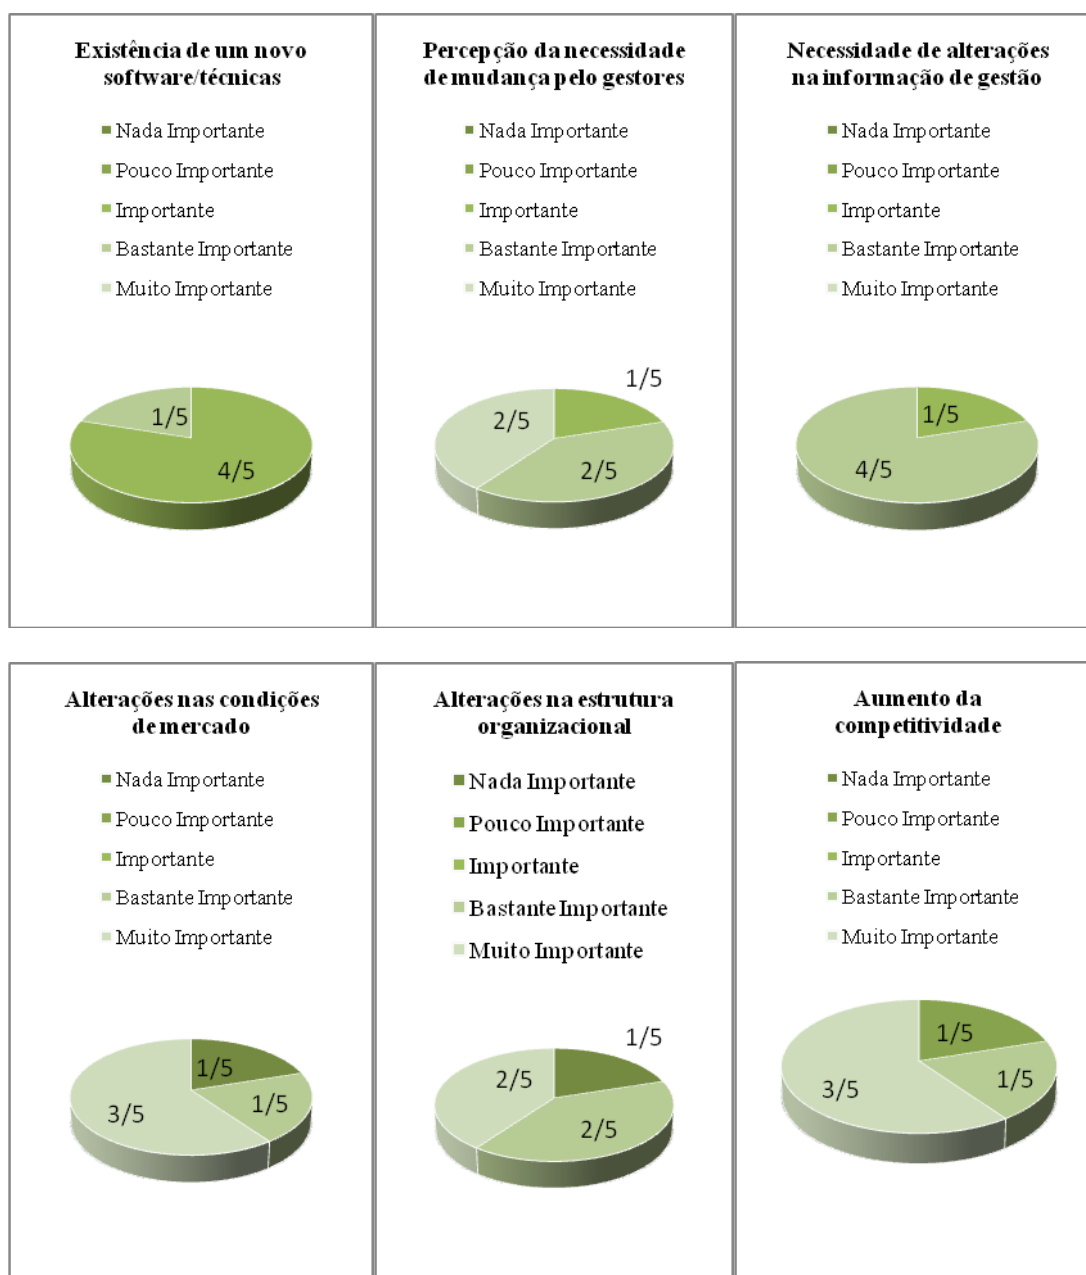 Existência de um novo
software/técnicas
Nada Importante
Pouco Importante
Importante
Bastante Importante
Muito Importante
1/5
4/5
Percepção da necessidade
de mudança pelo gestores
Nada Importante
Pouco Importante
Importante
Bastante Importante
Muito Importante
1/5
2/5
2/5
Necessidade de alterações
na informação de gestão
Nada Importante
Pouco Importante
Importante
Bastante Importante
Muito Importante
1/5
4/5
Alterações nas condições
de mercado
Nada Importante
Pouco Importante
Importante
Bastante Importante
Muito Importante
1/5
1/5
3/5
Alterações na estrutura
organizacional
Nada Importante
Pouco Importante
Importante
Bastante Importante
Muito Importante
1/5
2/5
2/5
Aumento da
competitividade
Nada Importante
Pouco Importante
Importante
Bastante Importante
Muito Importante
1/5
1/5
3/5